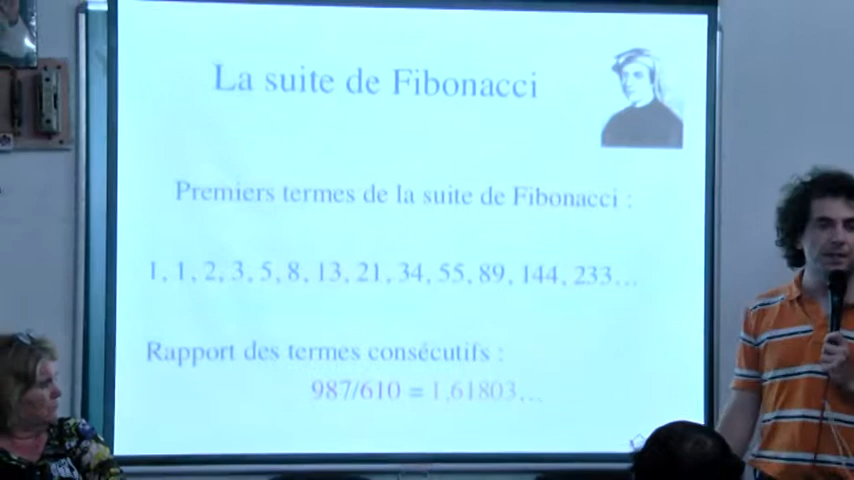 La suite de Fibonacci
Premiers termes de la suite de Fibonacci :
1, 1, 2, 3, 5, 8, 13, 21, 34, 55, 89, 144, 233...
Rapport des termes consécutifs :
987/610 = 1,61803...